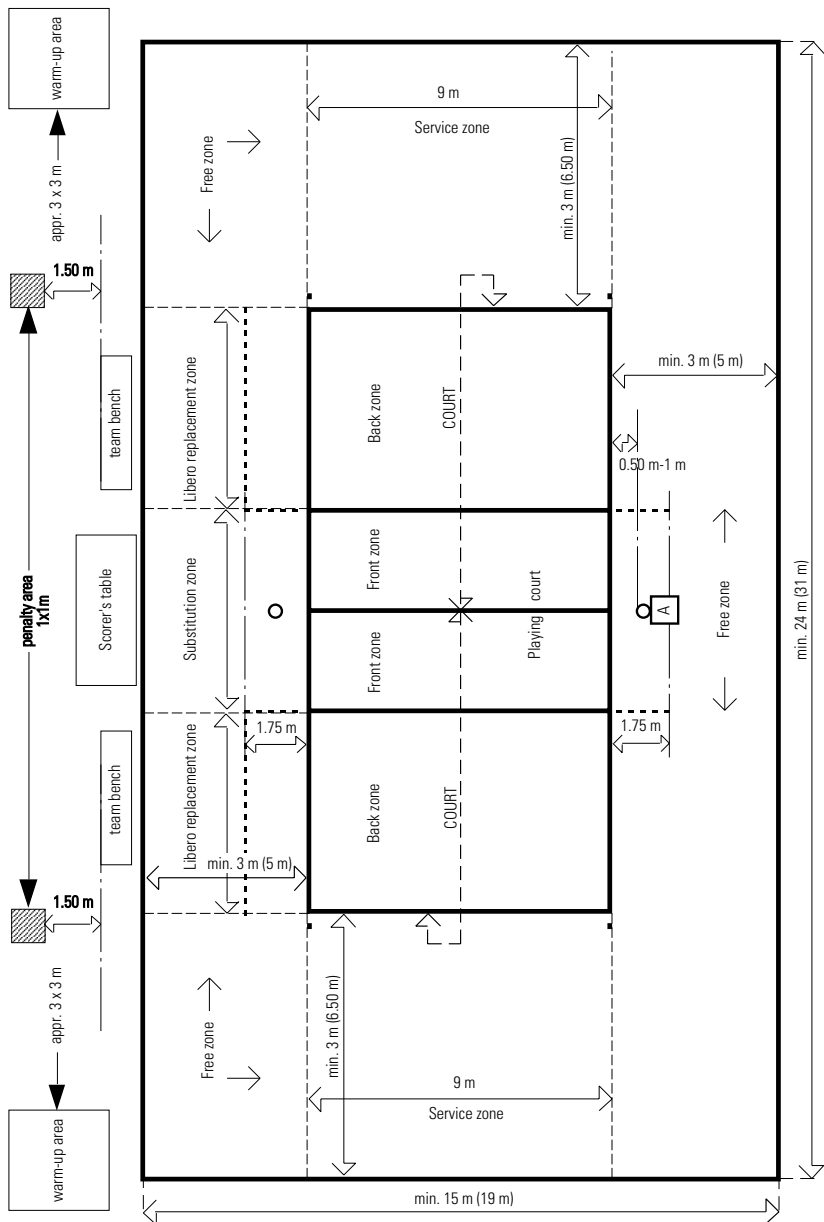 warm-up area
appr. 3 x 3 m
1.50 m
team bench
penalty area
1x1m
Scorer's table
team bench
1.50 m
appr. 3 x 3 m
warm-up area
Free zone
Libero replacement zone
Substitution zone
Libero replacement zone
min. 3 m (5 m)
Free zone
1.75 m
9 m
Service zone
min. 3 m (6.50 m)
Back zone
COURT
Front zone
Front zone
Playing court
Back zone
COURT
min. 3 m (6.50 m)
9 m
Service zone
min. 3 m (5 m)
0.50 m-1 m
A
Free zone
1.75 m
min. 24 m (31 m)
min. 15 m (19 m)